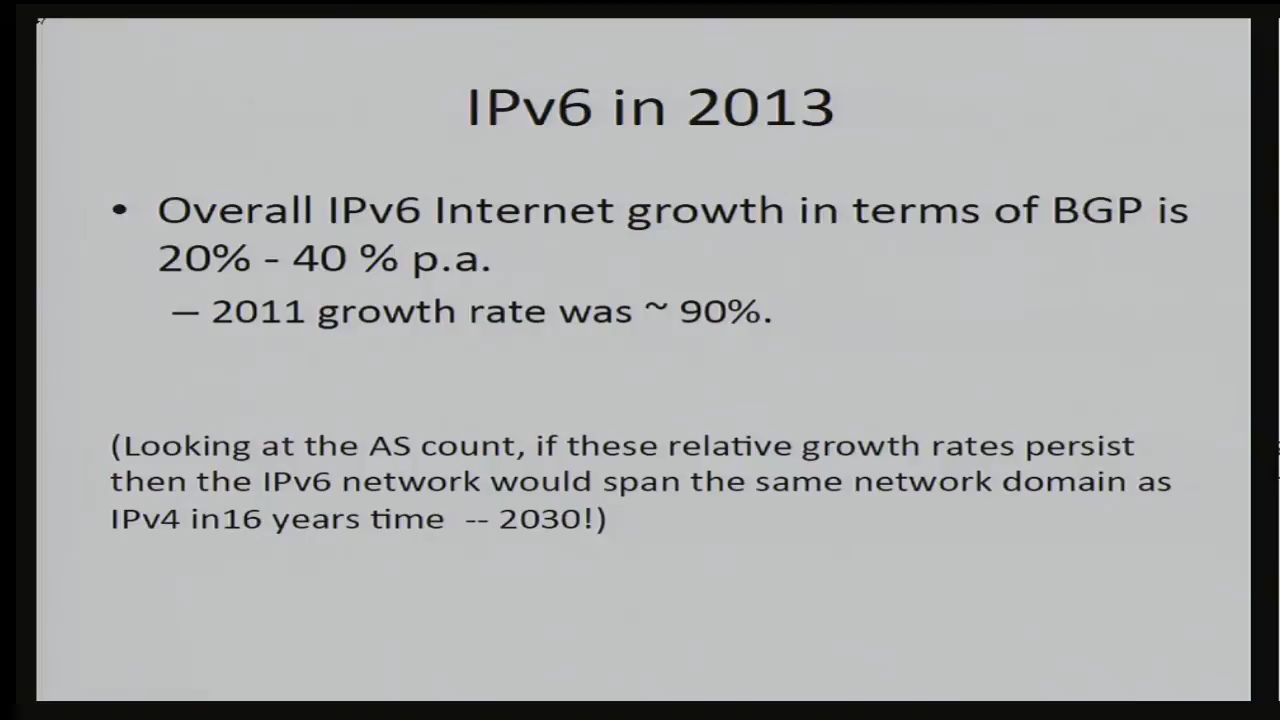 IPv6 in 2013
• Overall IPv6 Internet growth in terms of BGP is
20% - 40 % p.a.
– 2011 growth rate was ~ 90%.
(Looking at the AS count, if these relative growth rates persist
then the IPv6 network would span the same network domain as
IPv4 in16 years time -- 2030!)